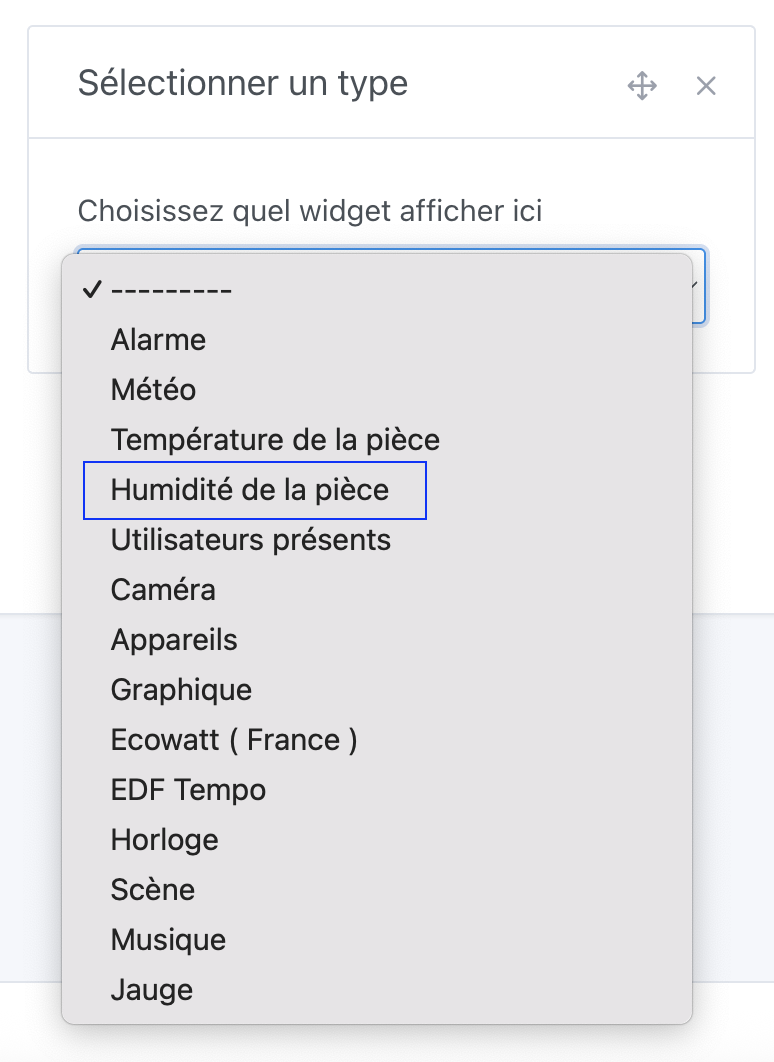 Sélectionner un type
Choisissez quel widget afficher ici
✓ ---------
Alarme
Météo
Température de la pièce
Humidité de la pièce
Utilisateurs présents
Caméra
Appareils
Graphique
Ecowatt ( France )
EDF Tempo
Horloge
Scène
Musique
Jauge